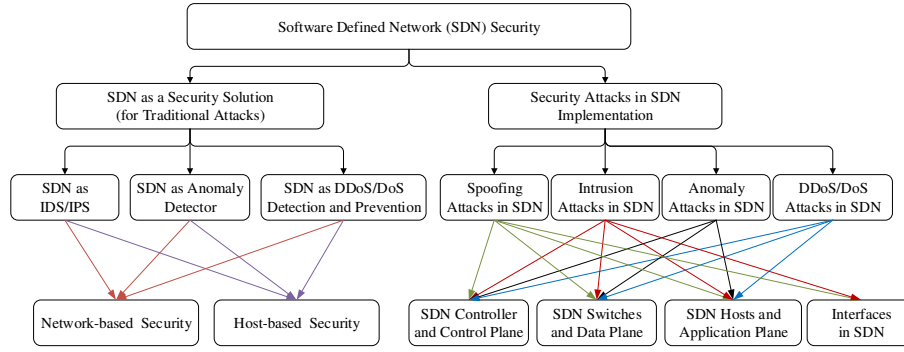 Software Defined Network (SDN) Security
SDN as a Security Solution
(for Traditional Attacks)
Security Attacks in SDN
Implementation
SDN as
IDS/IPS
SDN as Anomaly
Detector
SDN as DDoS/DoS
Detection and Prevention
Spoofing
Attacks in SDN
Intrusion
Attacks in SDN
Anomaly
Attacks in SDN
DDoS/DoS
Attacks in SDN
Network-based Security
Host-based Security
SDN Controller
and Control Plane
SDN Switches
and Data Plane
SDN Hosts and
Application Plane
Interfaces
in SDN